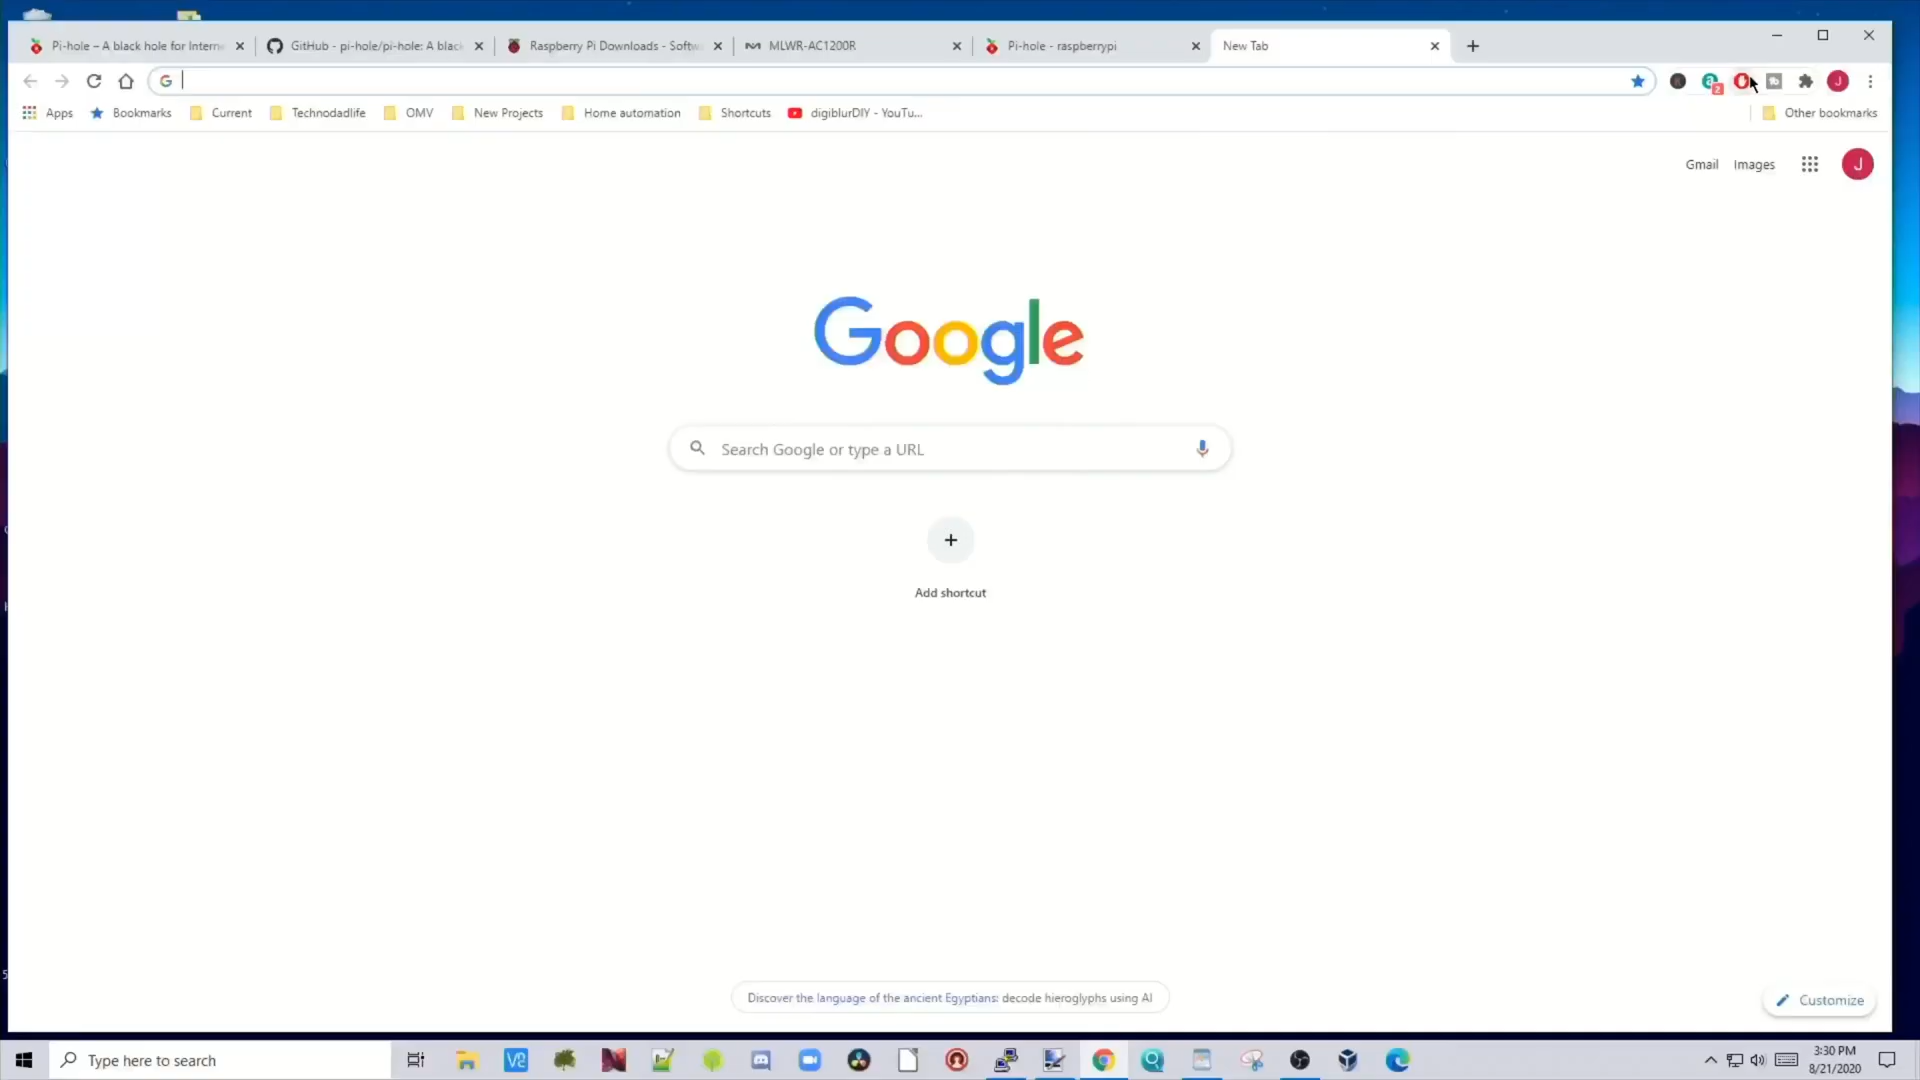 Pi-hole – A black hole for Intern
GitHub - pi-hole/pi-hole: A black
Raspberry Pi Downloads - Softw
MLWR-AC1200R
Pi-hole - raspberrypi
New Tab
Apps
Bookmarks
Current
Technodadlife
OMV
New Projects
Home automation
Shortcuts
digiblurDIY - YouTu...
Other bookmarks
2
J
Gmail
Images
J
Google
Search Google or type a URL
Add shortcut
Discover the language of the ancient Egyptians: decode hieroglyphs using AI
Customize
Type here to search
3:30 PM
8/21/2020